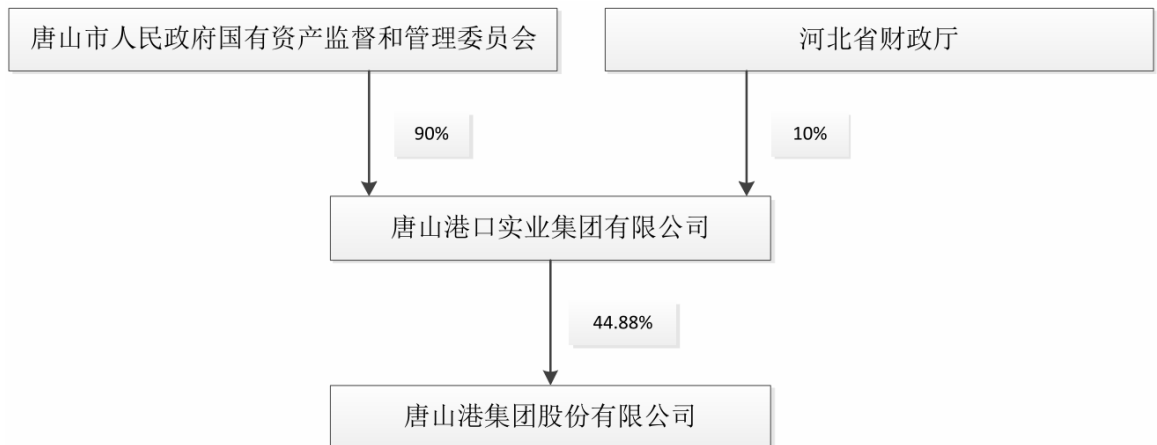 唐山市人民政府国有资产监督和管理委员会
河北省财政厅
90%
10%
唐山港口实业集团有限公司
44.88%
唐山港集团股份有限公司